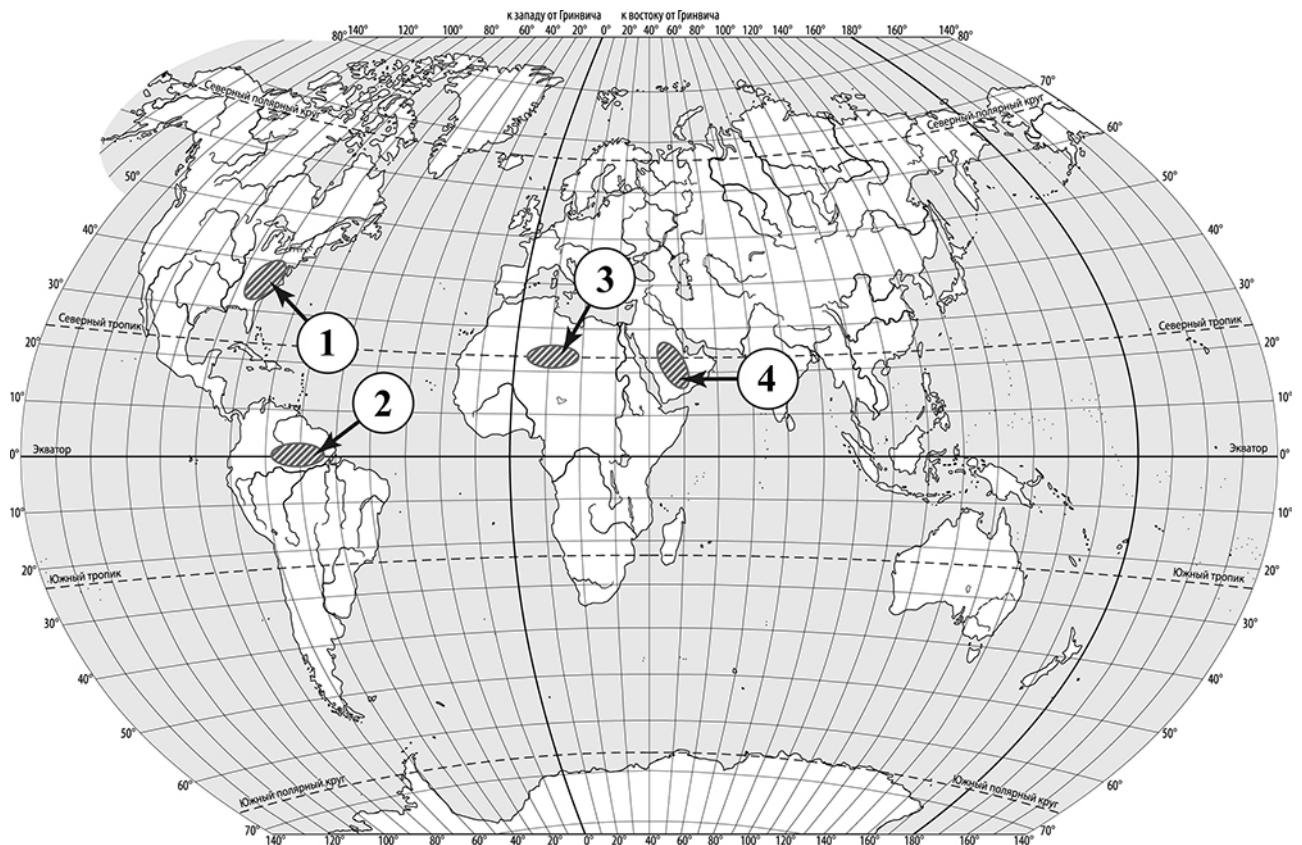 к западу от Гринвича к востоку от Гринвича
140° 120° 100° 80° 60° 40° 20° 0° 20° 40° 60° 80° 100° 120° 140° 160° 180° 160° 140°
80° 80°
70°
Северный полярный круг Северный полярный круг
60°
50° 50°
40° 40°
3
30° 30°
Северный тропик Северный тропик
1
20° 20°
4
2
10° 10°
0° Экватор Экватор 0°
10° 10°
Южный тропик Южный тропик
20° 20°
30° 30°
40° 40°
50° 50°
60° 60°
Южный полярный круг Южный полярный круг
70° 70°
140° 120° 100° 80° 60° 40° 20° 0° 20° 40° 60° 80° 100° 120° 140° 160° 180° 160° 140°